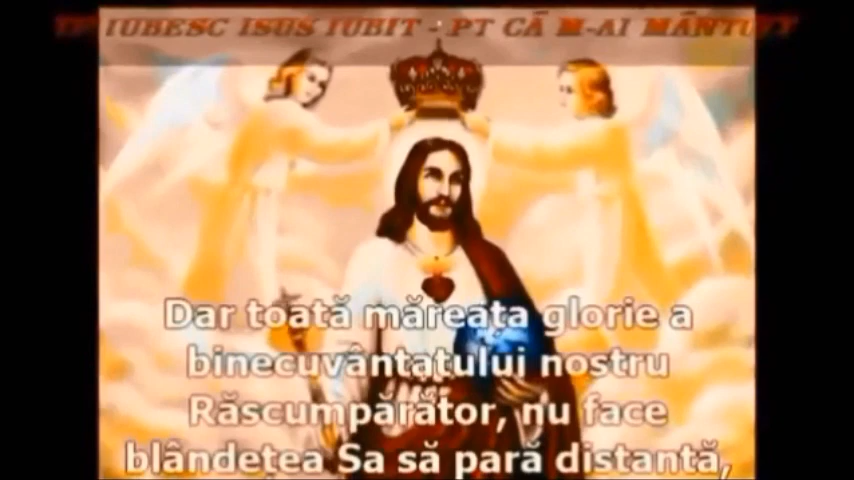 IUBESC ISUS IUBIT - PT CĂ M-AI
Dar toată măreața glorie a
binecuvântatului nostru
Răscumpărător, nu face
blândețea Sa să pară distantă,